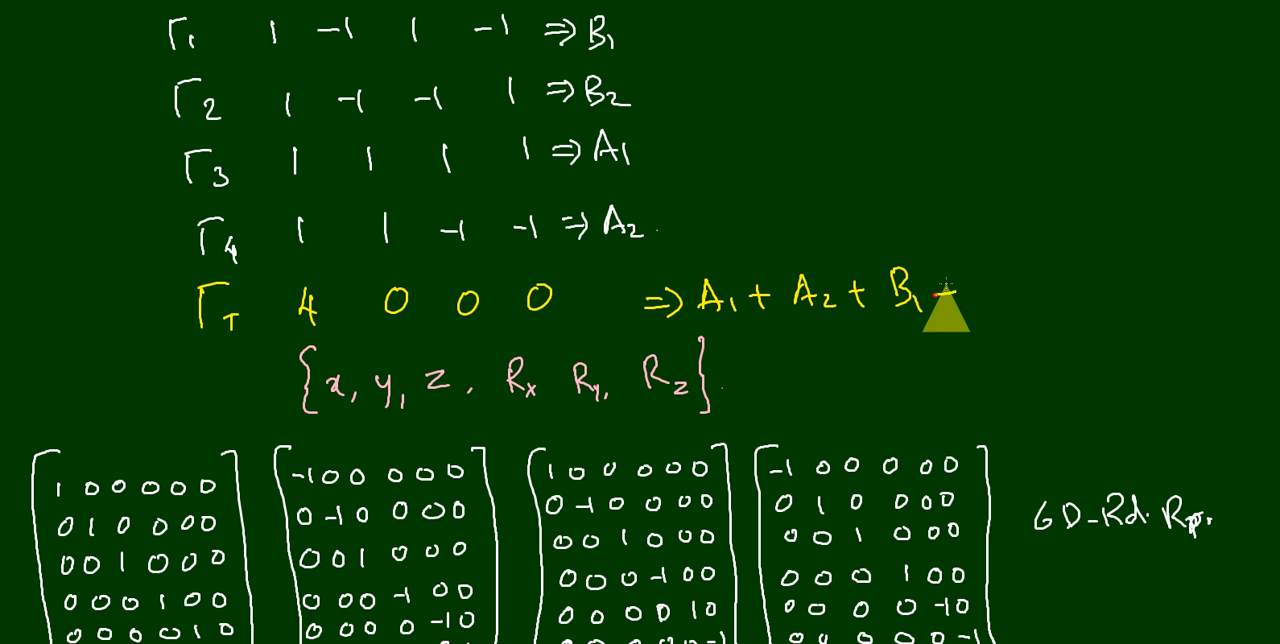 Γ1 1 -1 1 -1 ⇒ B1
Γ2 1 -1 -1 1 ⇒ B2
Γ3 1 1 1 1 ⇒ A1
Γ4 1 1 -1 -1 ⇒ A2.
ΓT 4 0 0 0 ⇒ A1 + A2 + B1
{x, y, z, Rx Ry, Rz}.
1 0 0 0 0 0 -1 0 0 0 0 0 1 0 0 0 0 0 -1 0 0 0 0 0
0 1 0 0 0 0 0 -1 0 0 0 0 0 -1 0 0 0 0 0 1 0 0 0 0 6D-Rd. Rp.
0 0 1 0 0 0 0 0 1 0 0 0 0 0 1 0 0 0 0 0 1 0 0 0
0 0 0 1 0 0 0 0 0 -1 0 0 0 0 0 -1 0 0 0 0 0 1 0 0
0 0 0 0 1 0 0 0 0 0 -1 0 0 0 0 0 1 0 0 0 0 0 -1 0